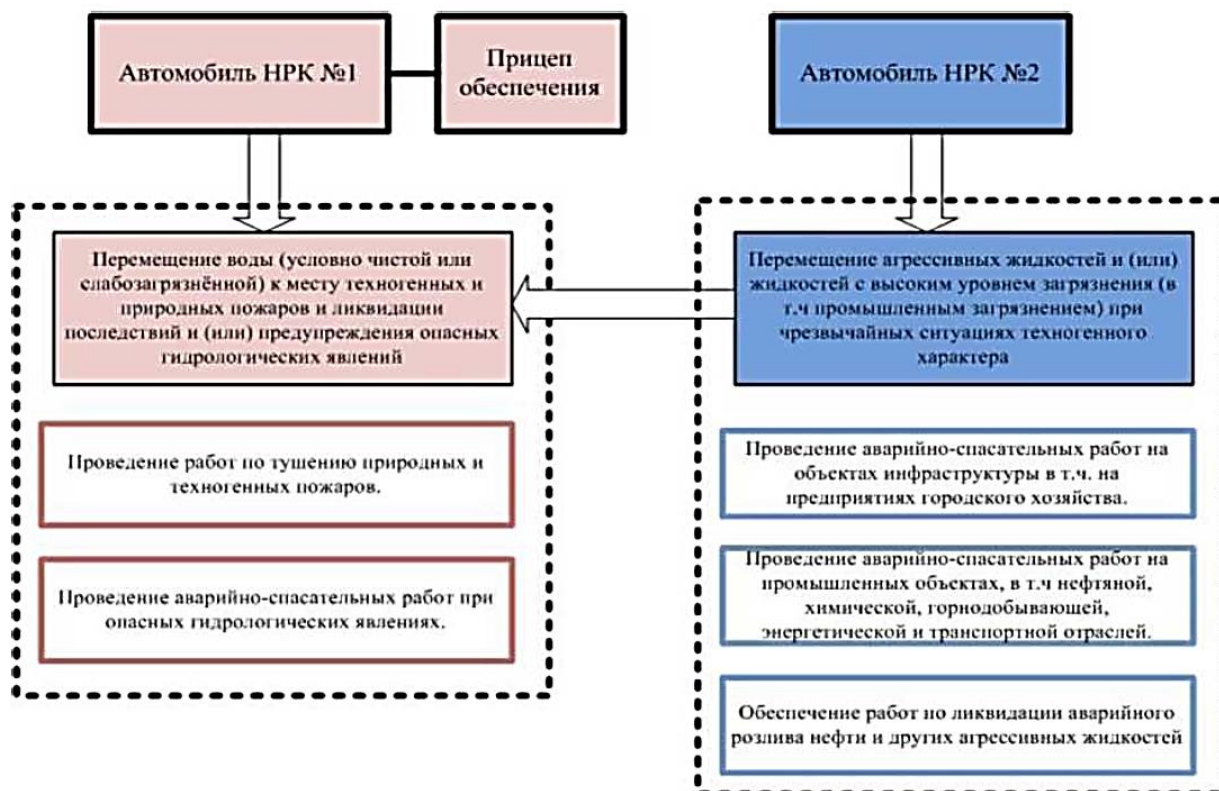 Автомобиль НРК №1
Прицеп
обеспечения
Автомобиль НРК №2
Перемещение воды (условно чистой или
слабозагрязнённой) к месту техногенных и
природных пожаров и ликвидации
последствий и (или) предупреждения опасных
гидрологических явлений
Проведение работ по тушению природных и
техногенных пожаров.
Проведение аварийно-спасательных работ при
опасных гидрологических явлениях.
Перемещение агрессивных жидкостей и (или)
жидкостей с высоким уровнем загрязнения (в
т.ч промышленным загрязнением) при
чрезвычайных ситуациях техногенного
характера
Проведение аварийно-спасательных работ на
объектах инфраструктуры в т.ч. на
предприятиях городского хозяйства.
Проведение аварийно-спасательных работ на
промышленных объектах, в т.ч нефтяной,
химической, горнодобывающей,
энергетической и транспортной отраслей.
Обеспечение работ по ликвидации аварийного
розлива нефти и других агрессивных жидкостей